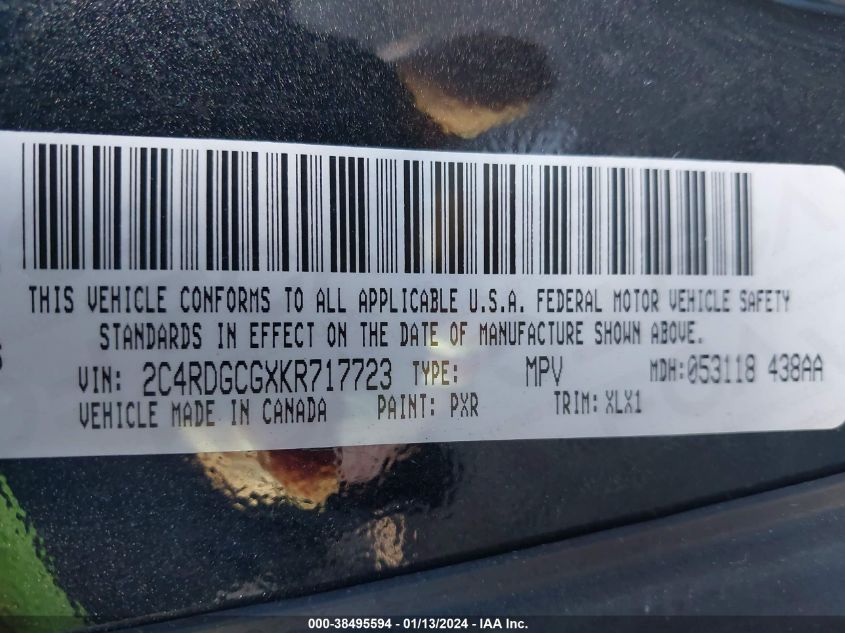 THIS VEHICLE CONFORMS TO ALL APPLICABLE U.S.A. FEDERAL MOTOR VEHICLE SAFETY
STANDARDS IN EFFECT ON THE DATE OF MANUFACTURE SHOWN ABOVE.
VIN: 2C4RDGCGXKR717723 TYPE: MPV MDH:053118 438AA
VEHICLE MADE IN CANADA PAINT: PXR TRIM: XLX1
000-38495594 - 01/13/2024 - IAA Inc.